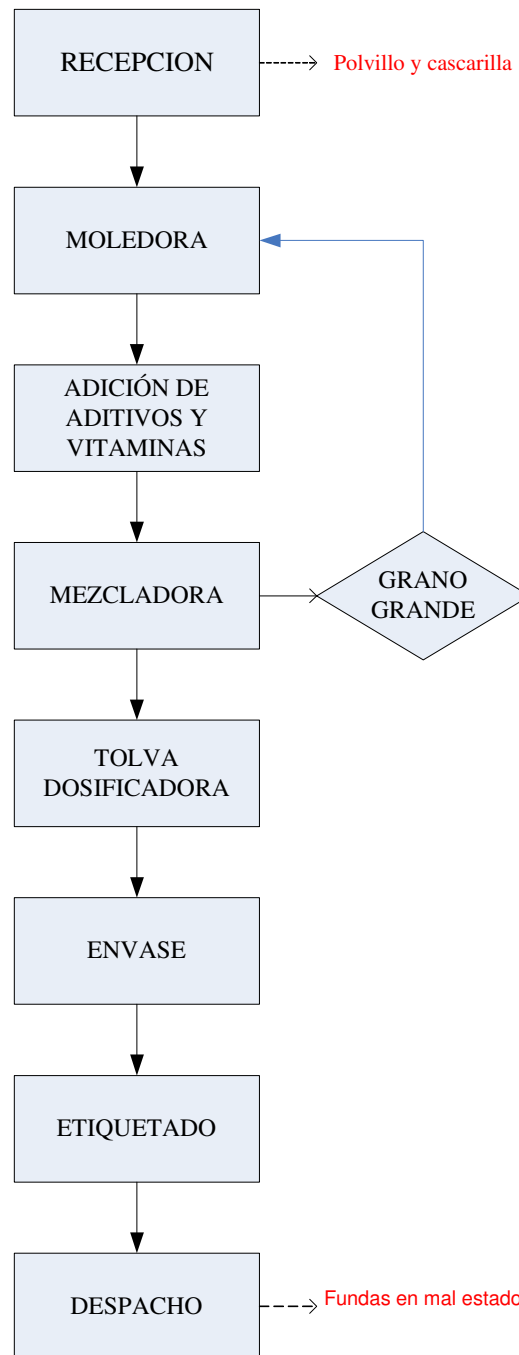 RECEPCION
Polvillo y cascarilla
MOLEDORA
ADICIÓN DE
ADITIVOS Y
VITAMINAS
MEZCLADORA
GRANO
GRANDE
TOLVA
DOSIFICADORA
ENVASE
ETIQUETADO
DESPACHO
Fundas en mal estado